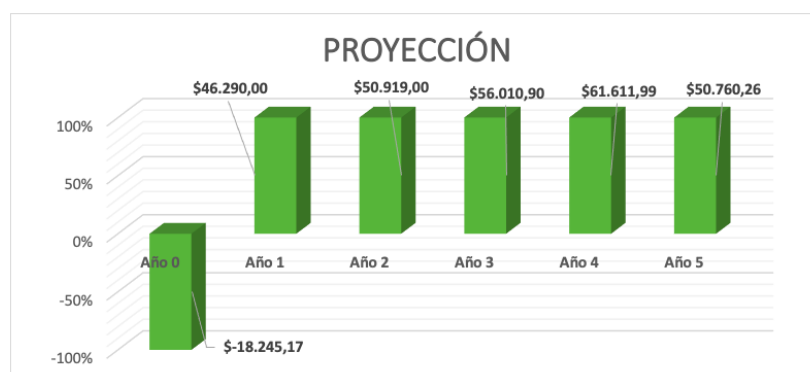 PROYECCIÓN
$46.290,00 $50.919,00 $56.010,90 $61.611,99 $50.760,26
100%
50%
0%
Año 0 Año 1 Año 2 Año 3 Año 4 Año 5
-50%
$-18.245,17
-100%